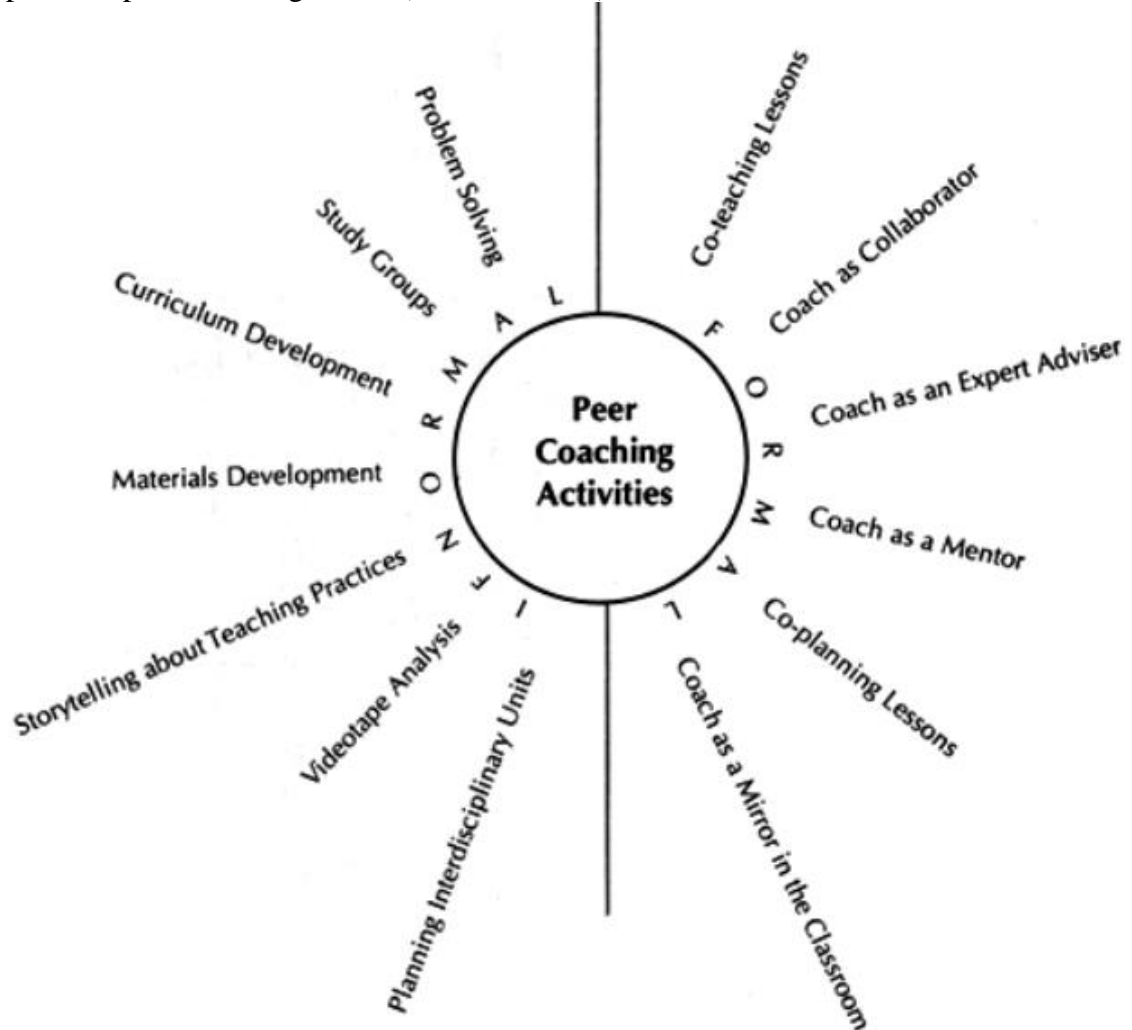 Peer
Coaching
Activities
INFORMAL
Problem Solving
Study Groups
Curriculum Development
Materials Development
Storytelling about Teaching Practices
Videotape Analysis
Planning Interdisciplinary Units
FORMAL
Co-teaching Lessons
Coach as Collaborator
Coach as an Expert Adviser
Coach as a Mentor
Co-planning Lessons
Coach as a Mirror in the Classroom